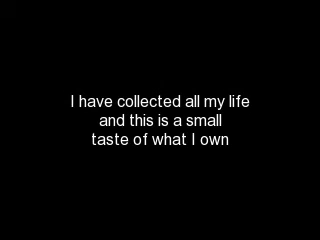 I have collected all my life
and this is a small
taste of what I own